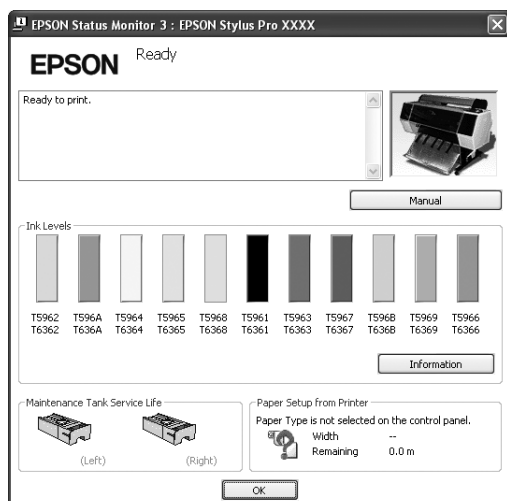 EPSON Status Monitor 3 : EPSON Stylus Pro XXXX
EPSON
Ready
Ready to print.
Manual
Ink Levels
T5962 T596A T5964 T5965 T5968 T5961 T5963 T5967 T596B T5969 T5966
T6362 T636A T6364 T6365 T6368 T6361 T6363 T6367 T636B T6369 T6366
Information
Maintenance Tank Service Life
(Left) (Right)
Paper Setup from Printer
Paper Type is not selected on the control panel.
Width --
Remaining 0.0 m
OK